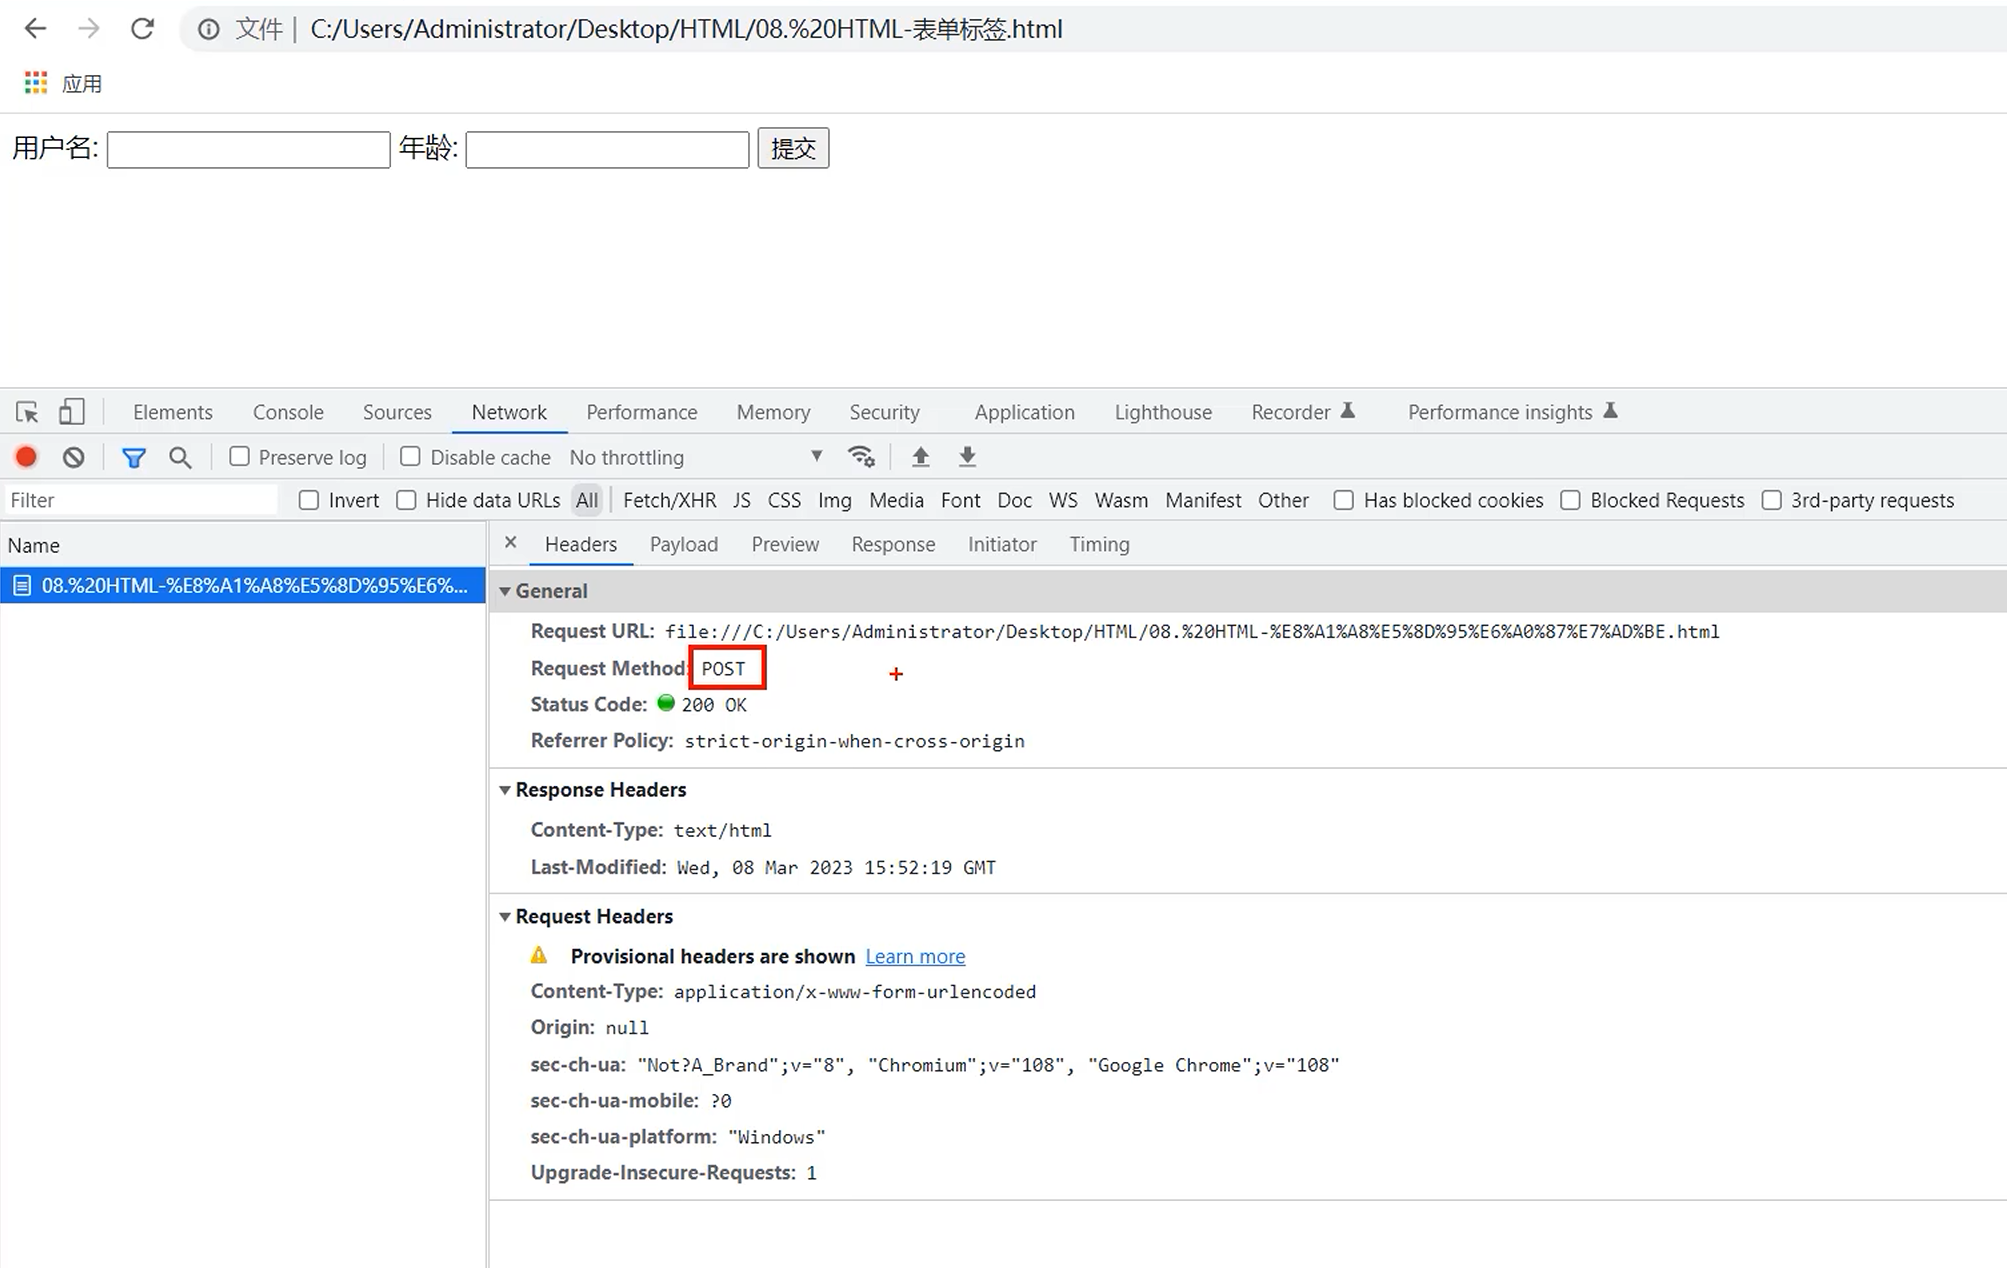 文件 | C:/Users/Administrator/Desktop/HTML/08.%20HTML-表单标签.html
应用
用户名: 年龄: 提交
Elements Console Sources Network Performance Memory Security Application Lighthouse Recorder Performance insights
Preserve log Disable cache No throttling
Filter Invert Hide data URLs All Fetch/XHR JS CSS Img Media Font Doc WS Wasm Manifest Other Has blocked cookies Blocked Requests 3rd-party requests
Name × Headers Payload Preview Response Initiator Timing
08.%20HTML-%E8%A1%A8%E5%8D%95%E6%...
General
Request URL: file:///C:/Users/Administrator/Desktop/HTML/08.%20HTML-%E8%A1%A8%E5%8D%95%E6%A0%87%E7%AD%BE.html
Request Method: POST
Status Code: 200 OK
Referrer Policy: strict-origin-when-cross-origin
Response Headers
Content-Type: text/html
Last-Modified: Wed, 08 Mar 2023 15:52:19 GMT
Request Headers
Provisional headers are shown Learn more
Content-Type: application/x-www-form-urlencoded
Origin: null
sec-ch-ua: "Not?A_Brand";v="8", "Chromium";v="108", "Google Chrome";v="108"
sec-ch-ua-mobile: ?0
sec-ch-ua-platform: "Windows"
Upgrade-Insecure-Requests: 1